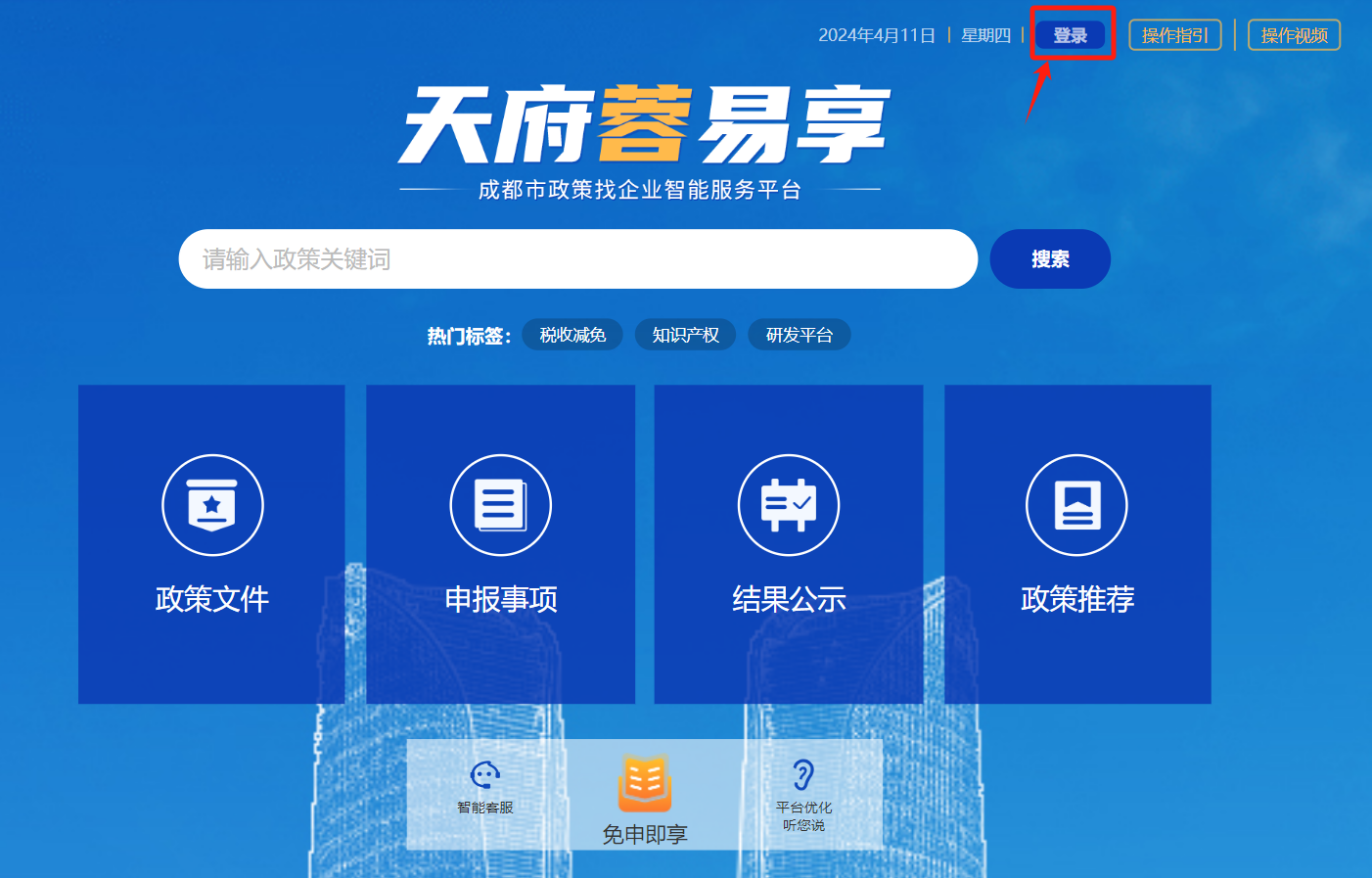 2024年4月11日 | 星期四 | 登录 操作指引 | 操作视频
天府蓉易享
成都市政策找企业智能服务平台
请输入政策关键词 搜索
热门标签： 税收减免 知识产权 研发平台
政策文件 申报事项 结果公示 政策推荐
智能客服 免申即享 平台优化
听您说